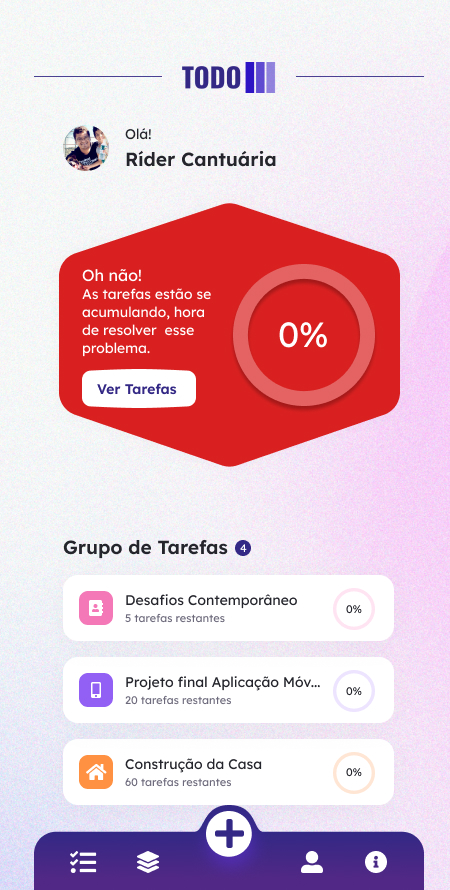 TODO
Olá!
Ríder Cantuária
Oh não!
As tarefas estão se
acumulando, hora
de resolver  esse
problema.
0%
Ver Tarefas
Grupo de Tarefas 4
Desafios Contemporâneo
5 tarefas restantes
0%
Projeto final Aplicação Móv...
20 tarefas restantes
0%
Construção da Casa
60 tarefas restantes
0%